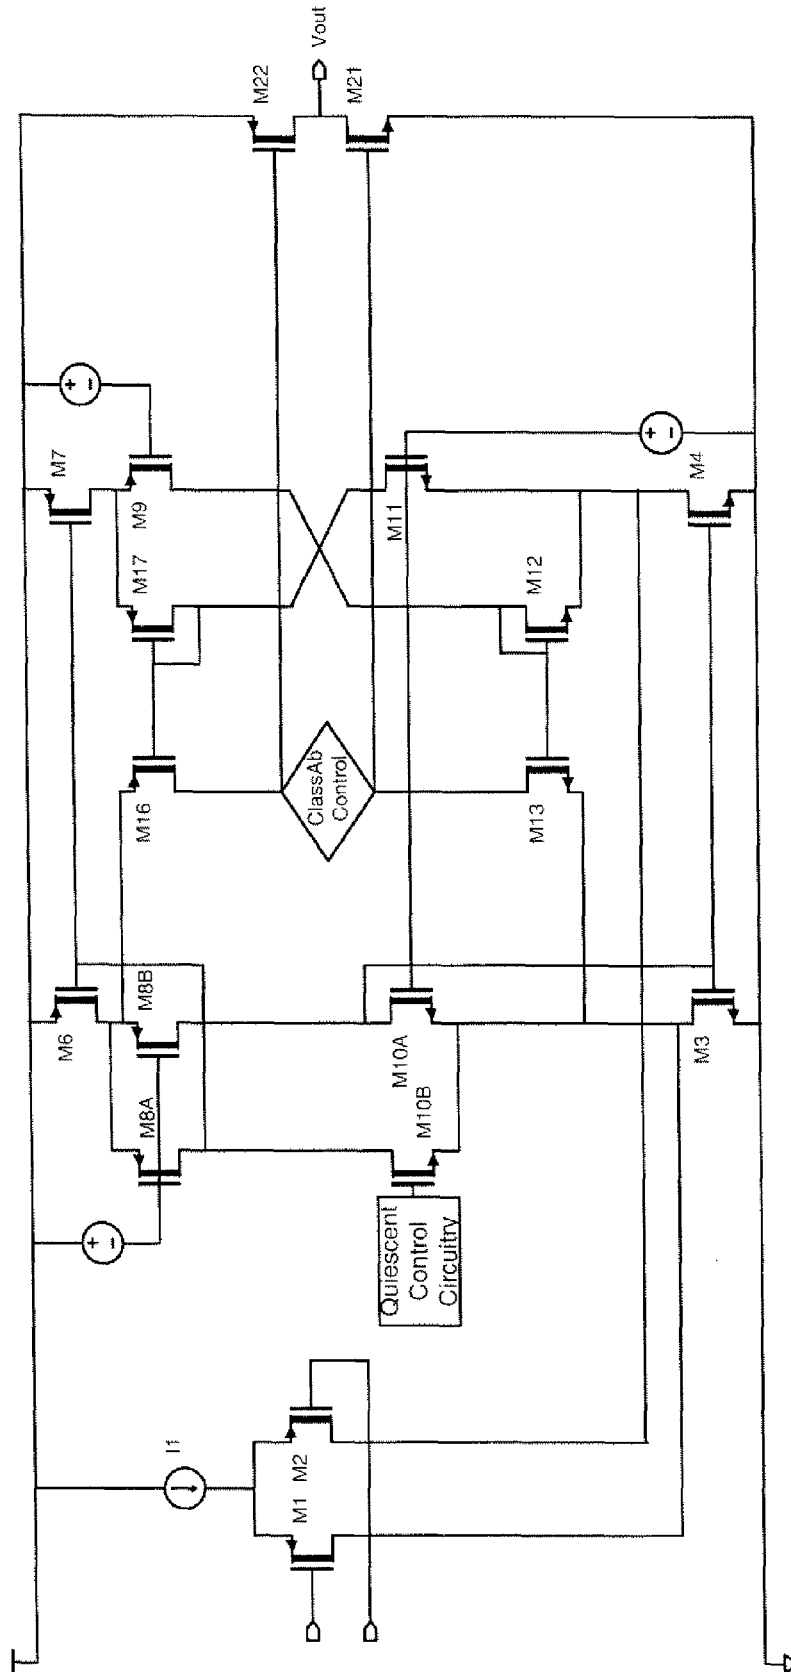 Vout
M22
M21
M7
M9
M17
M11
M4
M12
M16
ClassAb
Control
M13
M6
M8B
M8A
M10A
M10B
M3
Quiescent
Control
Circuitry
I1
M1
M2